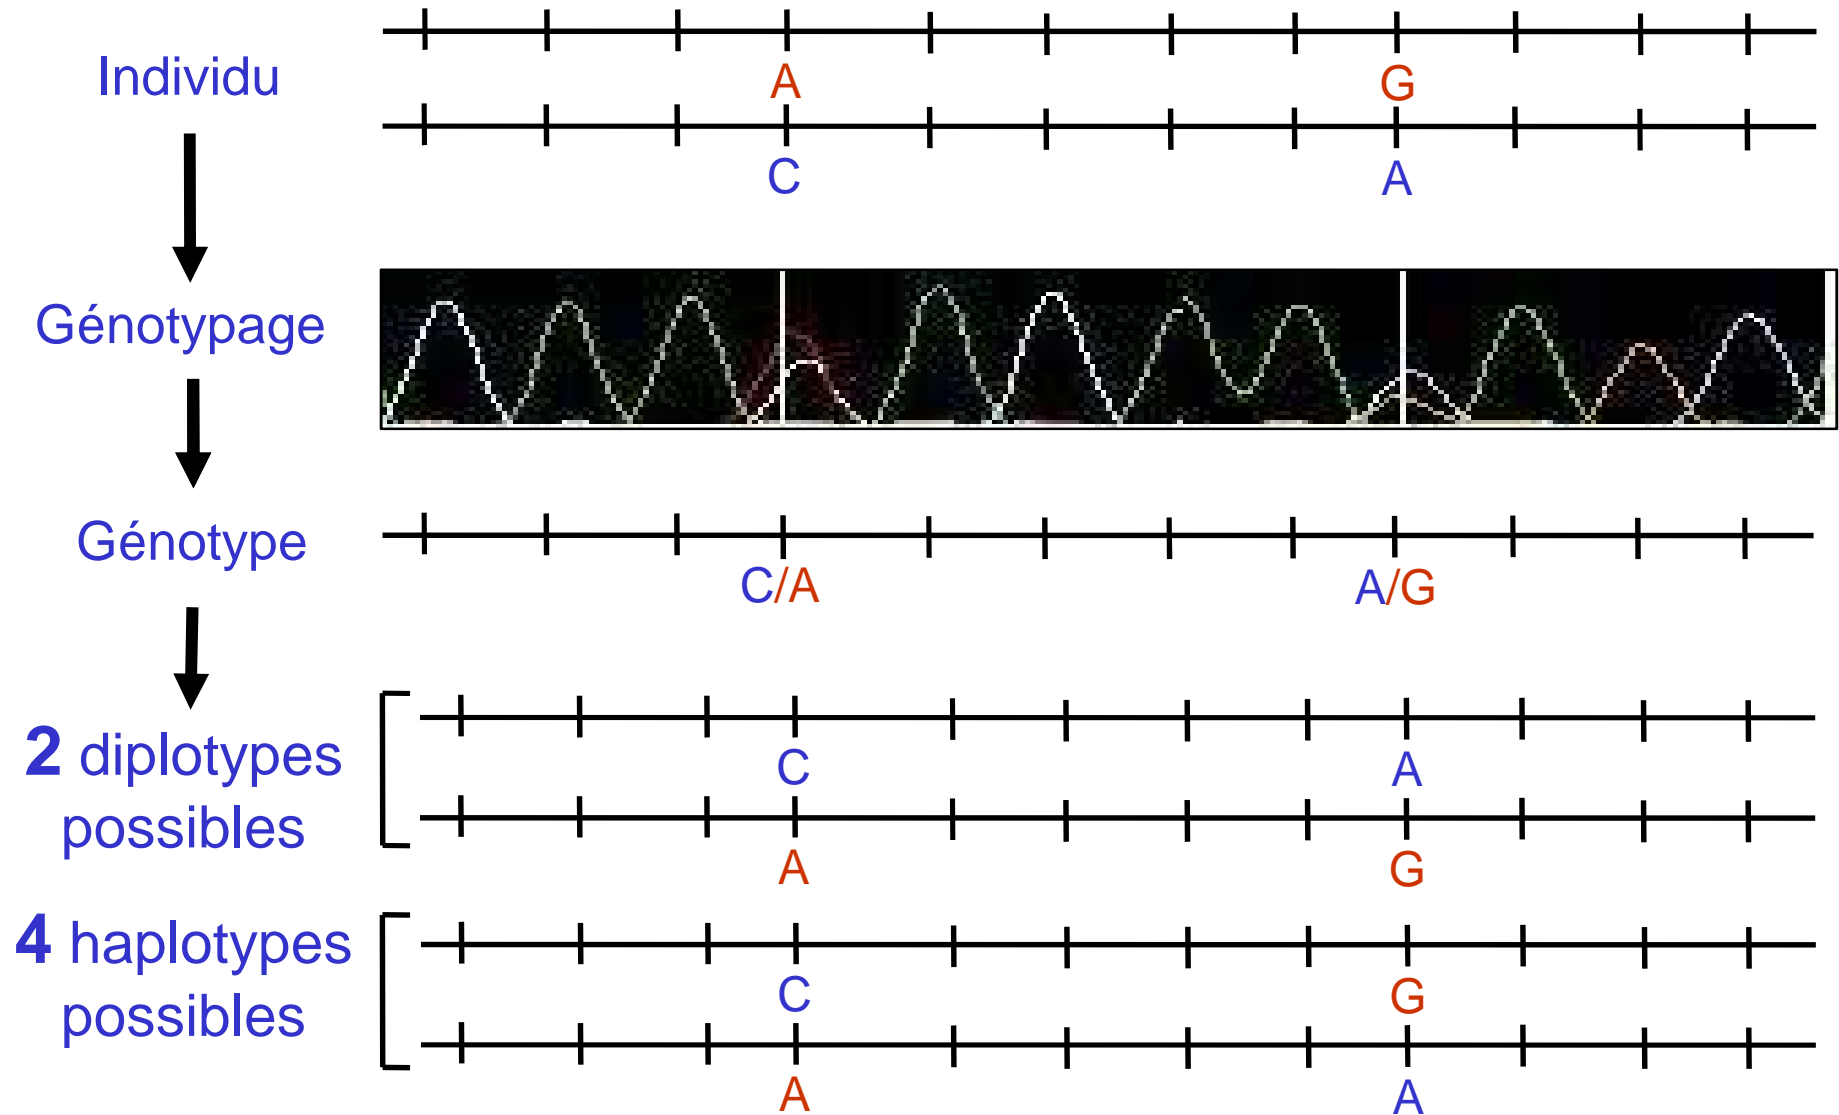 Individu
A G
C A
Génotypage
Génotype
C/A A/G
2 diplotypes
possibles
C A
A G
4 haplotypes
possibles
C G
A A